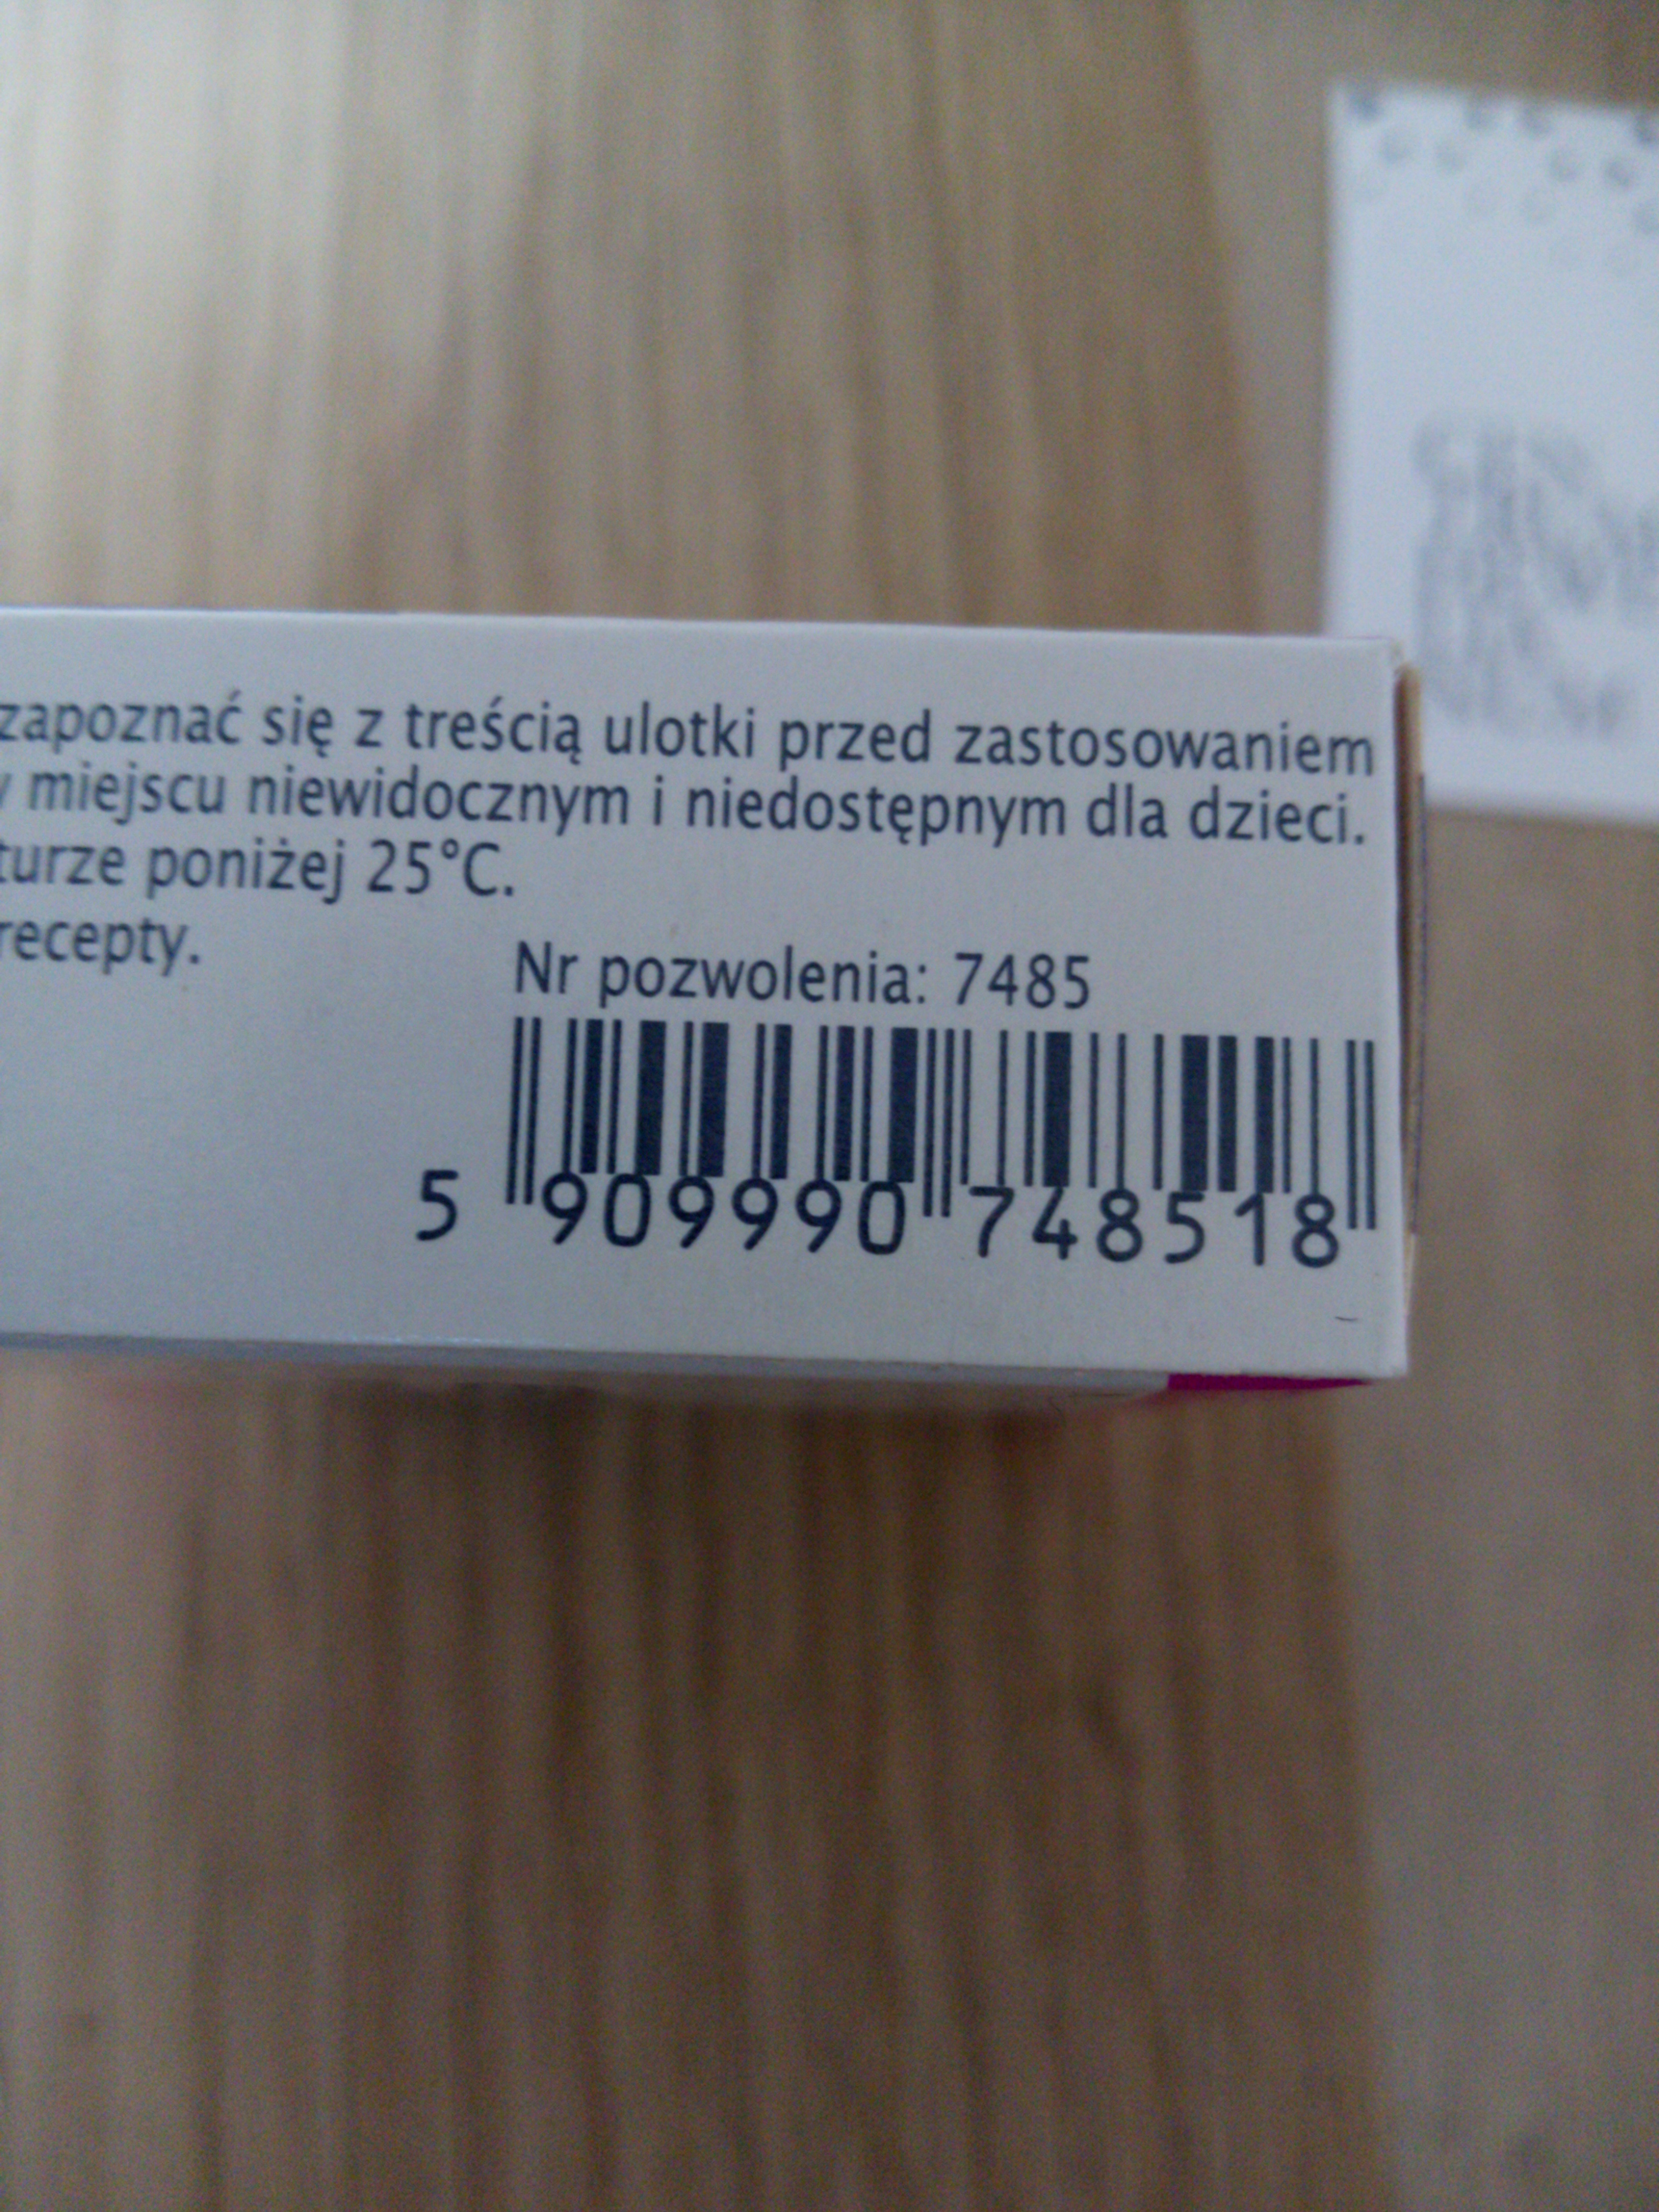 zapoznać się z treścią ulotki przed zastosowaniem
miejscu niewidocznym i niedostępnym dla dzieci.
turze poniżej 25°C.
recepty.
Nr pozwolenia: 7485
5 909990 748518